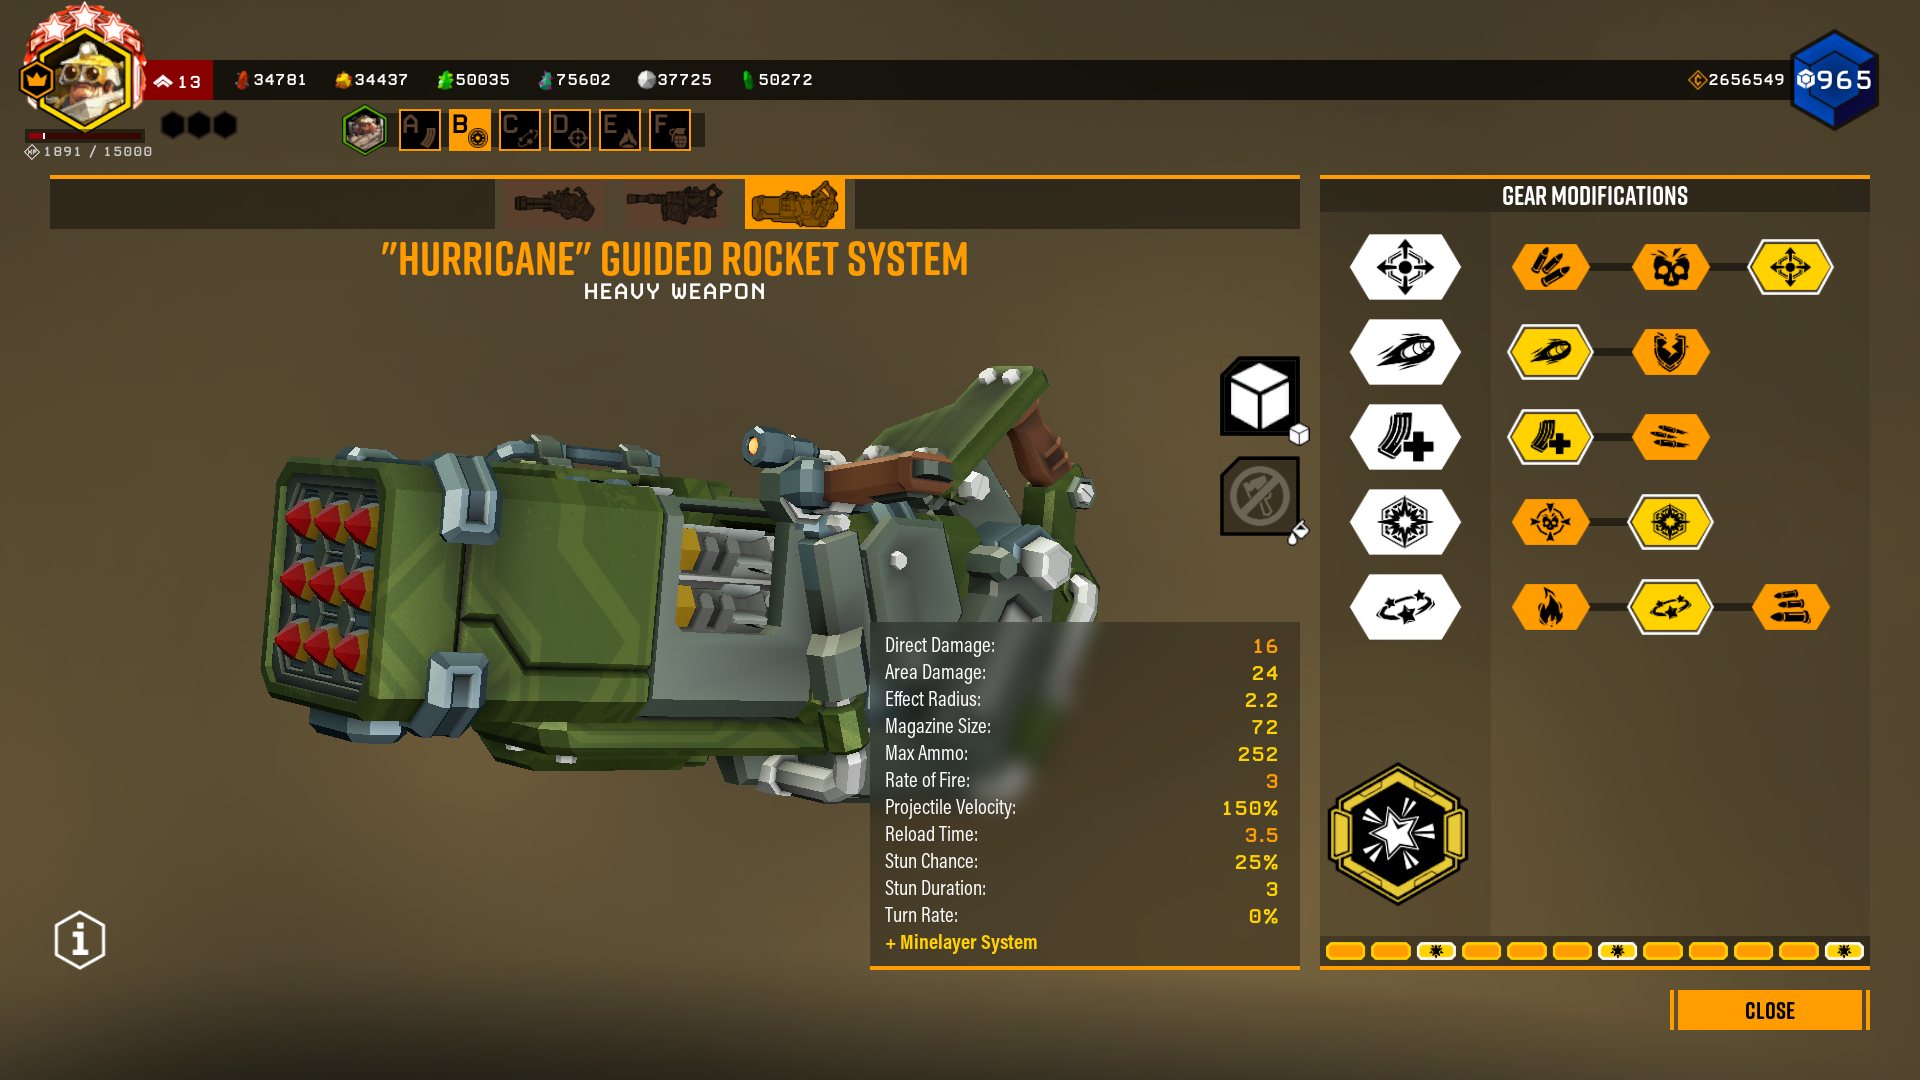 13
34781 34437 50035 75602 37725 50272
2656549
965
1891 / 15000
A B C D E F
"HURRICANE" GUIDED ROCKET SYSTEM
HEAVY WEAPON
GEAR MODIFICATIONS
Direct Damage: 16
Area Damage: 24
Effect Radius: 2.2
Magazine Size: 72
Max Ammo: 252
Rate of Fire: 3
Projectile Velocity: 150%
Reload Time: 3.5
Stun Chance: 25%
Stun Duration: 3
Turn Rate: 0%
+ Minelayer System
CLOSE